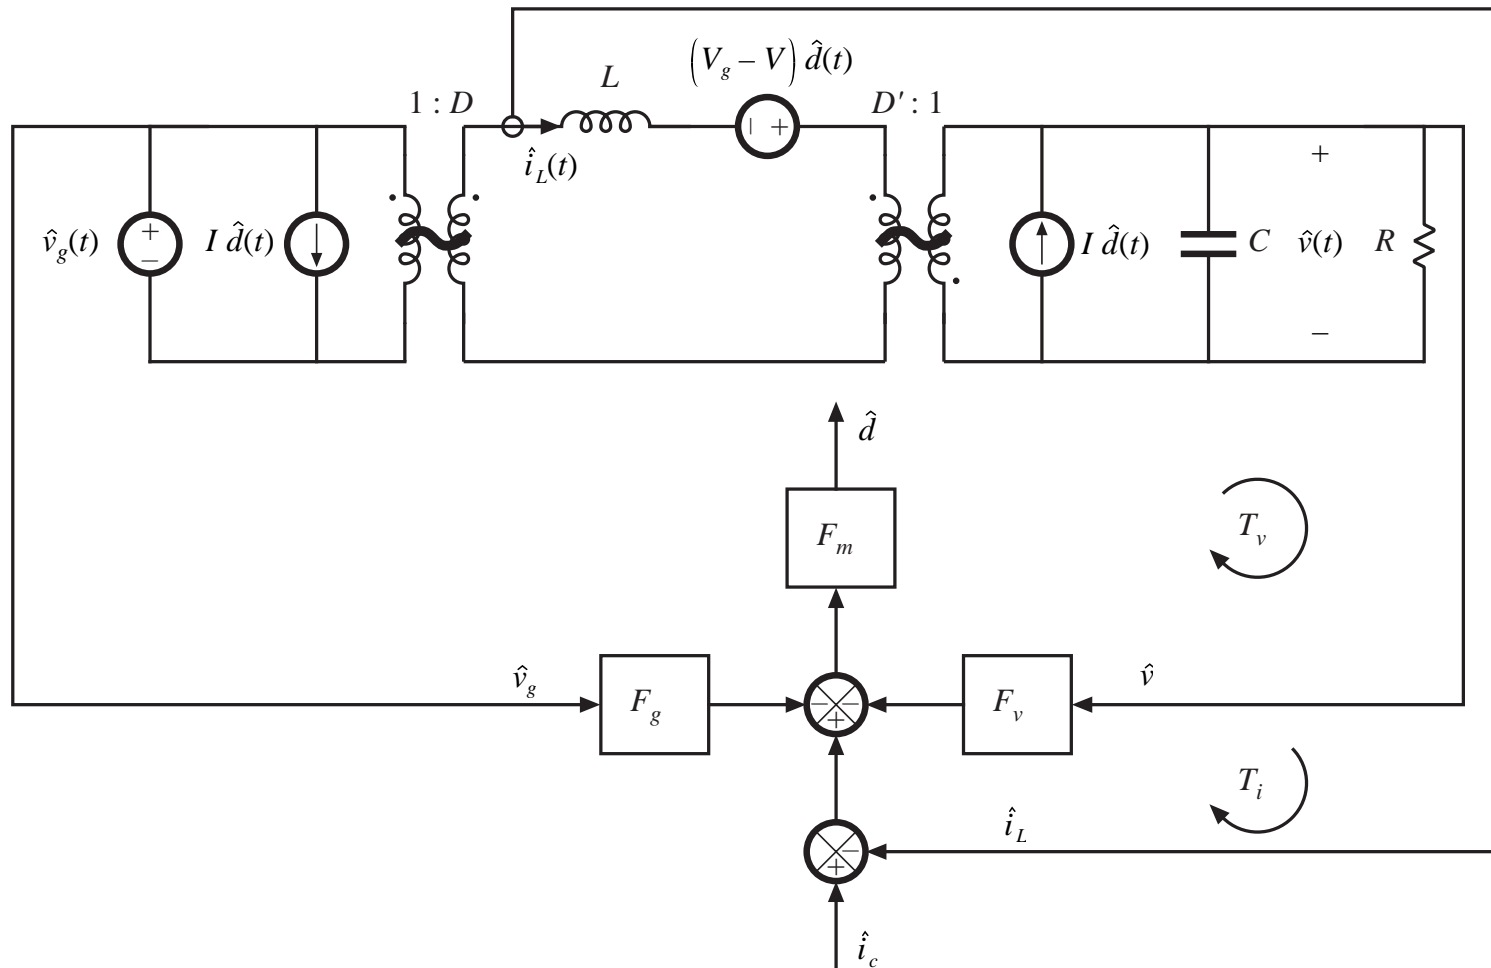 (V_g – V) d̂(t)
L
1 : D
D′ : 1
î_L(t)
+
v̂_g(t)
+
–
I d̂(t)
– +
I d̂(t)
C
v̂(t)
R
–
d̂
F_m
T_v
v̂_g
F_g
– –
+
F_v
v̂
T_i
î_L
–
+
î_c